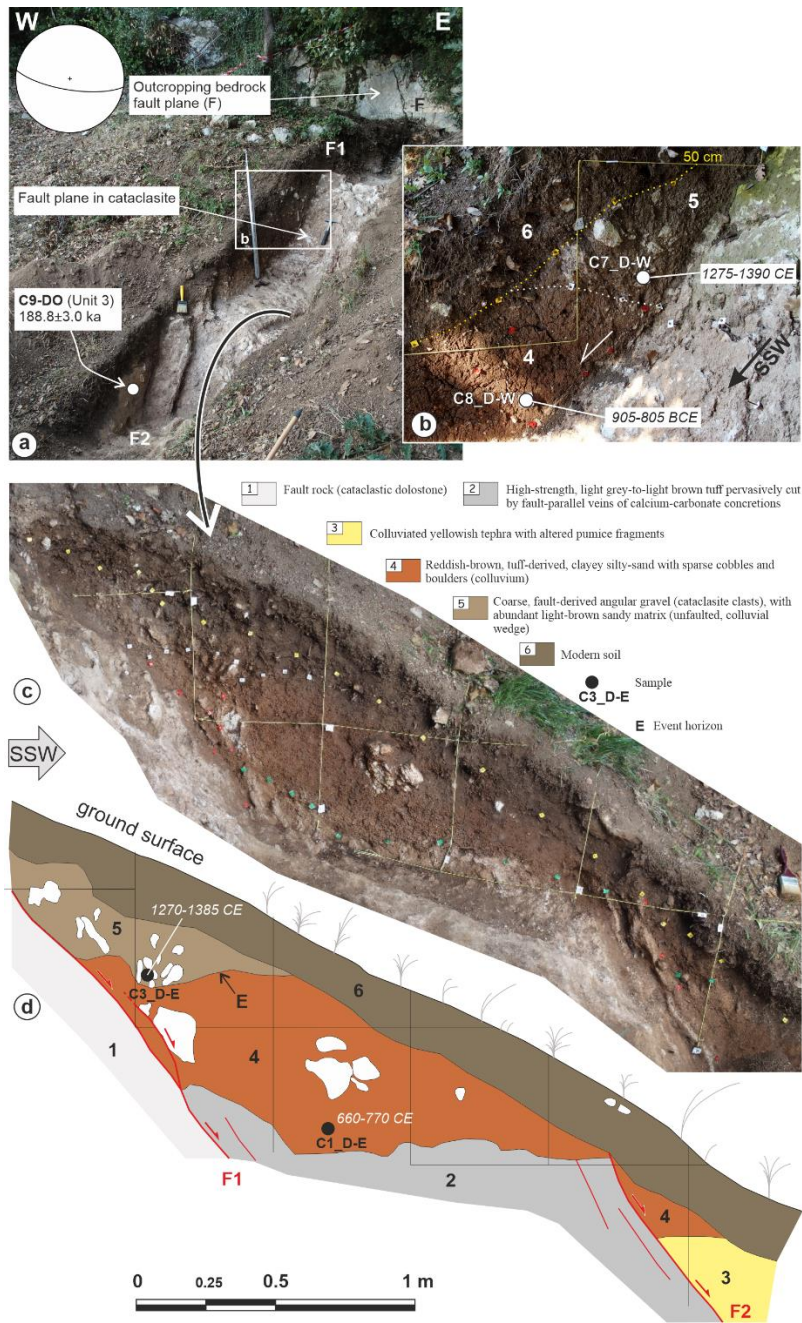 W
E
Outcropping bedrock
fault plane (F)
F
F1
Fault plane in cataclasite
b
C9-DO (Unit 3)
188.8±3.0 ka
F2
a
50 cm
5
6
C7_D-W
1275-1390 CE
4
SSW
C8_D-W
905-805 BCE
b
1 Fault rock (cataclastic dolostone)
2 High-strength, light grey-to-light brown tuff pervasively cut
by fault-parallel veins of calcium-carbonate concretions
3 Colluviated yellowish tephra with altered pumice fragments
4 Reddish-brown, tuff-derived, clayey silty-sand with sparse cobbles and
boulders (colluvium)
5 Coarse, fault-derived angular gravel (cataclasite clasts), with
abundant light-brown sandy matrix (unfaulted, colluvial
wedge)
6 Modern soil
Sample
C3_D-E
E Event horizon
c
SSW
ground surface
1270-1385 CE
5
C3_D-E
E
6
d
1
4
660-770 CE
C1_D-E
F1
2
4
3
F2
0 0.25 0.5 1 m